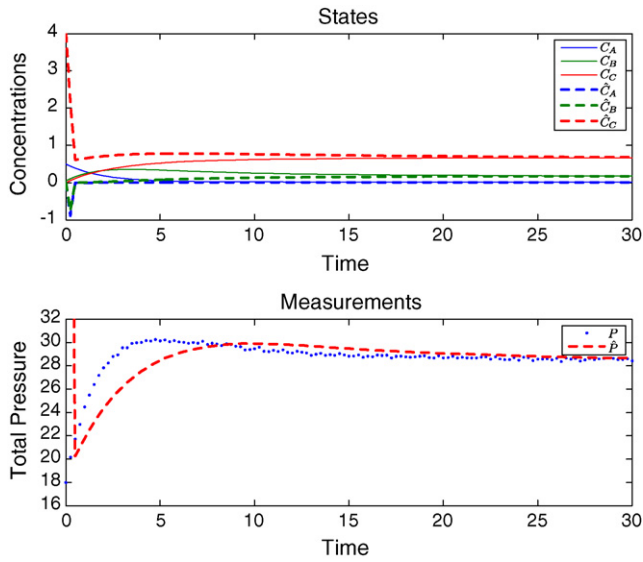 States
4
3
2
1
0
-1
Concentrations
C_A
C_B
C_C
Ĉ_A
Ĉ_B
Ĉ_C
0 5 10 15 20 25 30
Time
Measurements
32
30
28
26
24
22
20
18
16
Total Pressure
P
P̂
0 5 10 15 20 25 30
Time